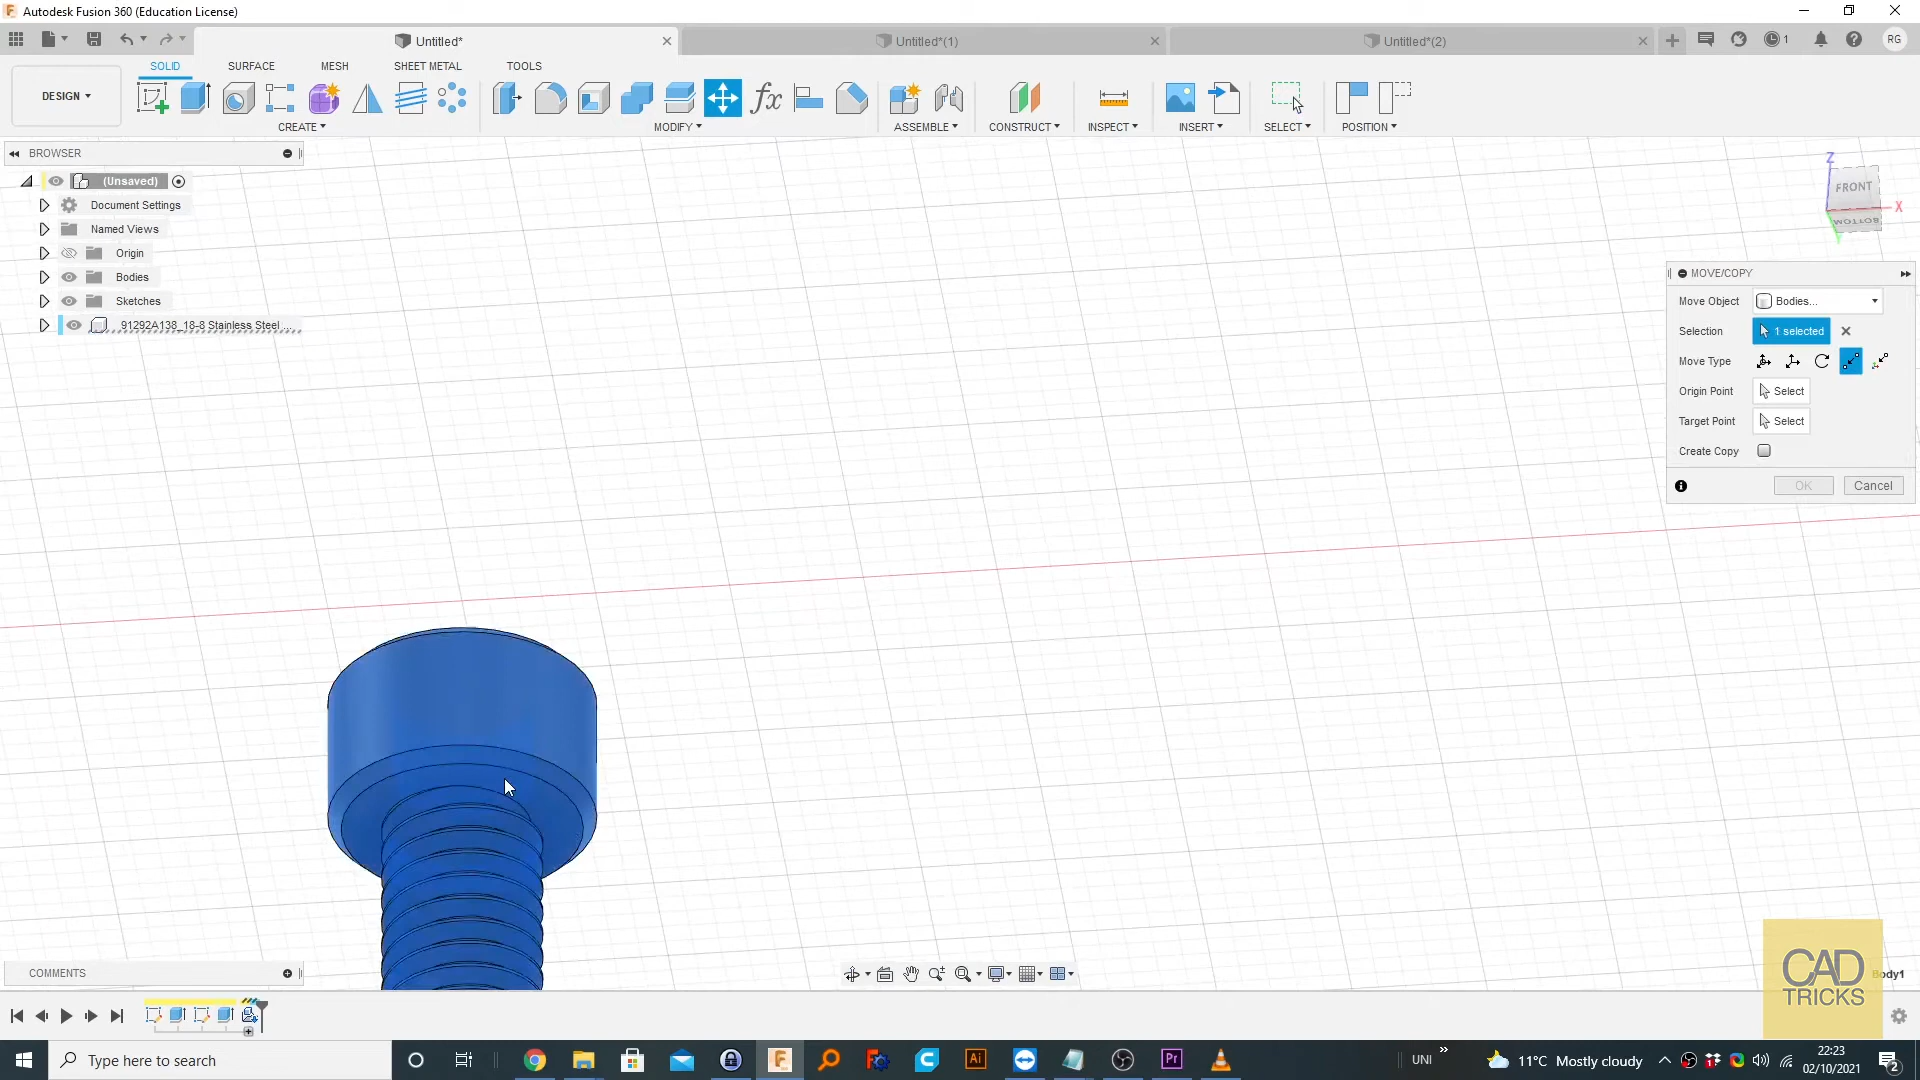 Autodesk Fusion 360 (Education License)
Untitled*
Untitled*(1)
Untitled*(2)
1
RG
SOLID
SURFACE
MESH
SHEET METAL
TOOLS
DESIGN
CREATE
MODIFY
ASSEMBLE
CONSTRUCT
INSPECT
INSERT
SELECT
POSITION
BROWSER
(Unsaved)
Document Settings
Named Views
Origin
Bodies
Sketches
91292A138_18-8 Stainless Steel ...
Z
FRONT
X
BOTTOM
Y
MOVE/COPY
Move Object
Bodies...
Selection
1 selected
Move Type
Origin Point
Select
Target Point
Select
Create Copy
OK
Cancel
COMMENTS
CAD
TRICKS
Body1
Type here to search
UNI
11°C Mostly cloudy
22:23
02/10/2021
2